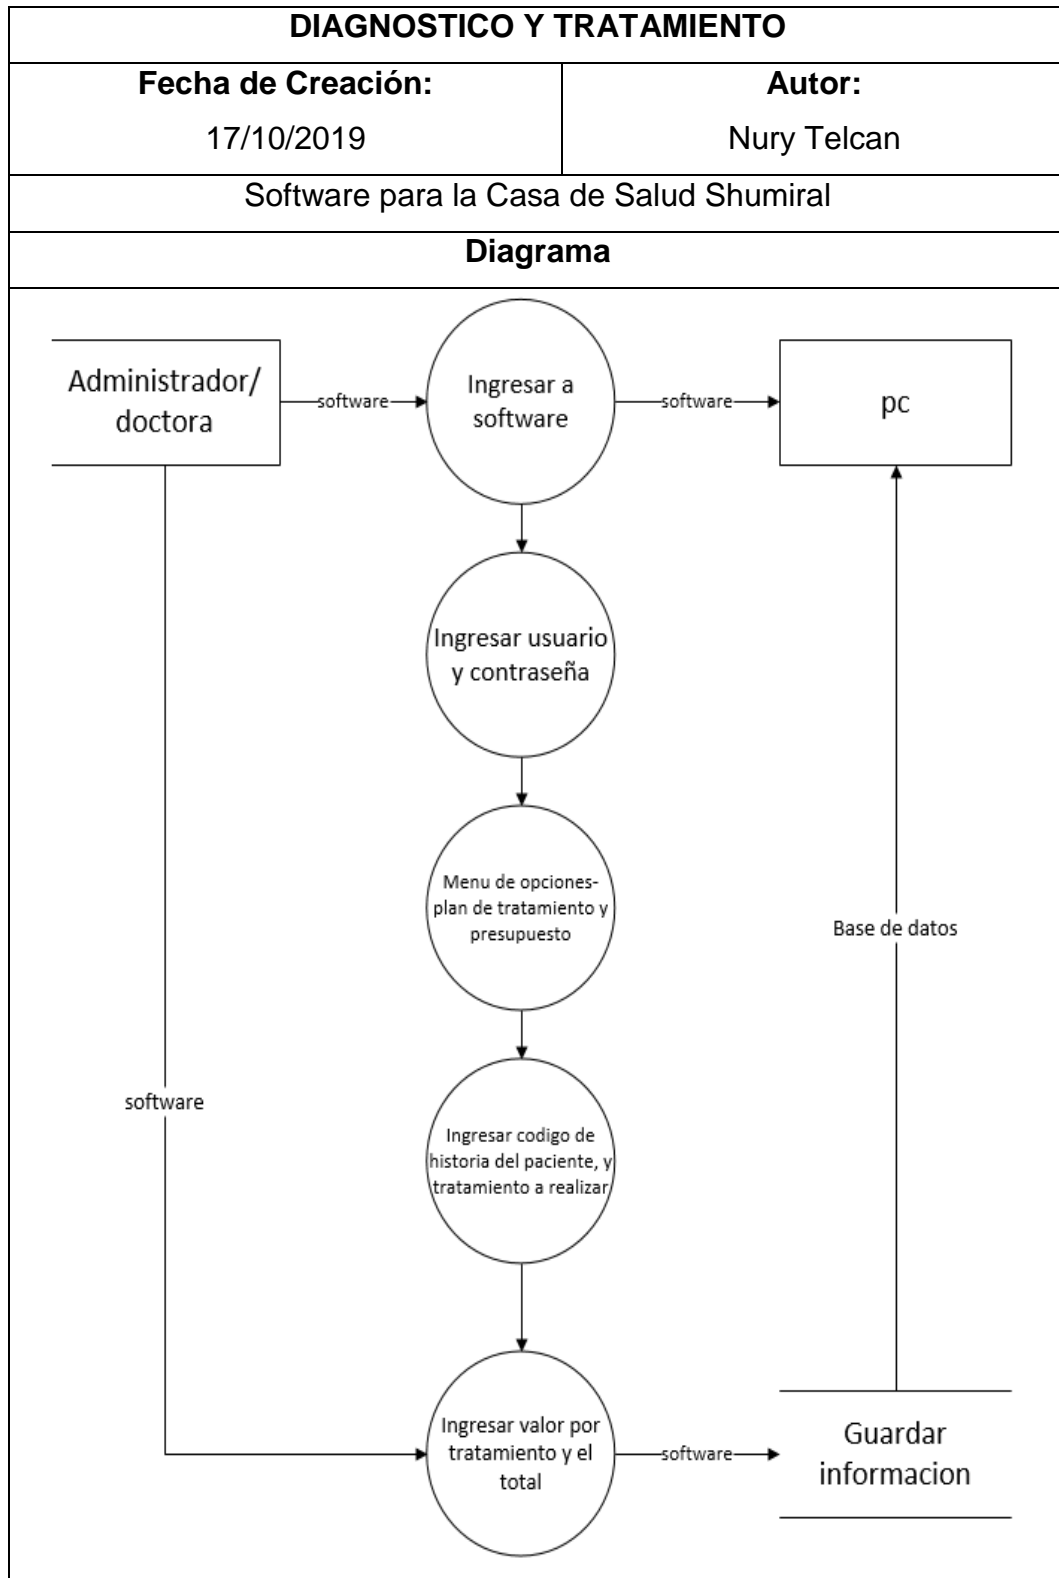 DIAGNOSTICO Y TRATAMIENTO
Fecha de Creación:
17/10/2019
Autor:
Nury Telcan
Software para la Casa de Salud Shumiral
Diagrama
Administrador/
doctora
software
Ingresar a
software
software
pc
Ingresar usuario
y contraseña
Menu de opciones-
plan de tratamiento y
presupuesto
Base de datos
software
Ingresar codigo de
historia del paciente, y
tratamiento a realizar
Ingresar valor por
tratamiento y el
total
software
Guardar
informacion